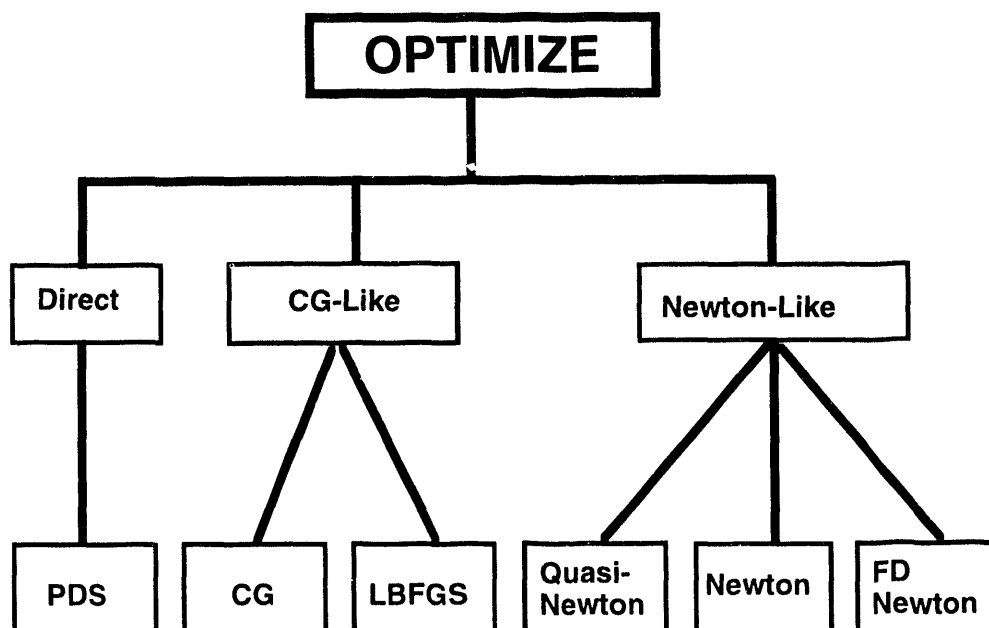 OPTIMIZE
Direct
CG-Like
Newton-Like
PDS
CG
LBFGS
Quasi-
Newton
Newton
FD
Newton